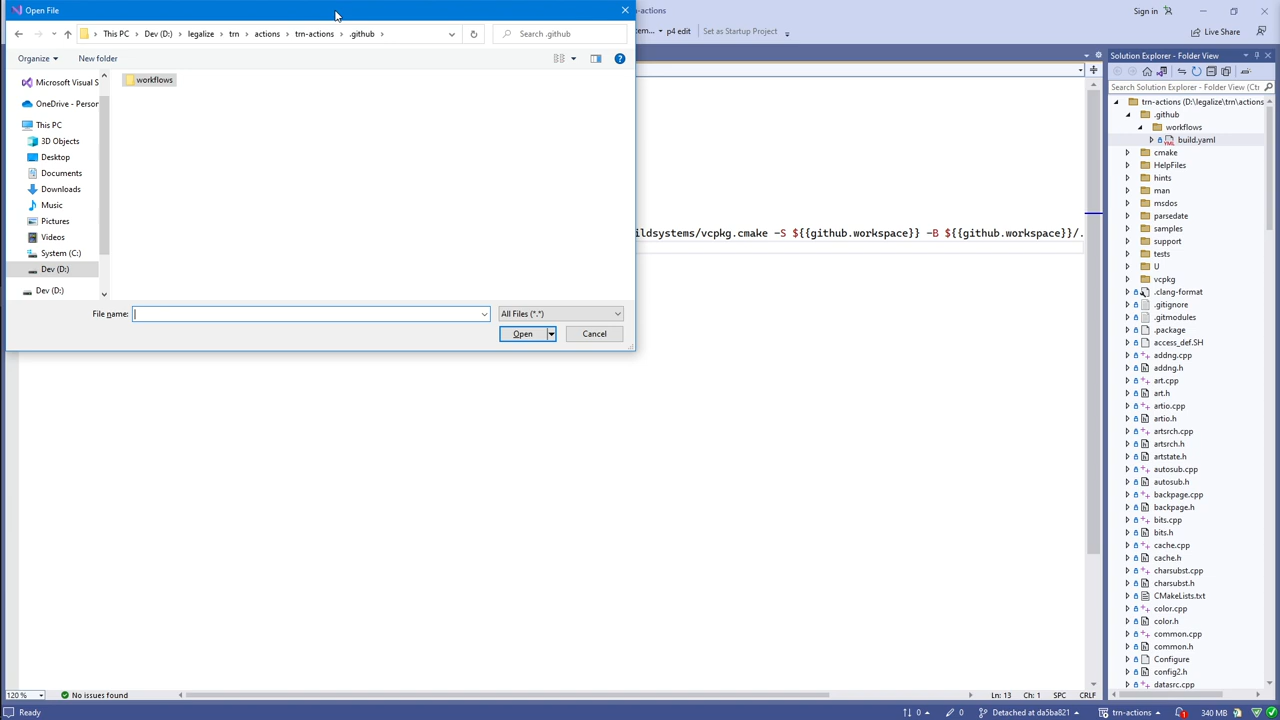 Open File
-actions
Sign in
This PC
Dev (D:)
legalize
trn
actions
trn-actions
.github
Search .github
p4 edit
Set as Startup Project
Live Share
Organize
New folder
Solution Explorer - Folder View
Microsoft Visual S
workflows
Search Solution Explorer - Folder View (Ct
OneDrive - Person
trn-actions (D:\legalize\trn\actions
This PC
.github
3D Objects
workflows
Desktop
build.yaml
Documents
cmake
Downloads
HelpFiles
Music
hints
Pictures
man
Videos
msdos
System (C:)
parsedate
Dev (D:)
samples
Dev (D:)
ildsystems/vcpkg.cmake -S ${{github.workspace}} -B ${{github.workspace}}/.
support
tests
U
vcpkg
.clang-format
File name:
All Files (*.*)
.gitignore
.gitmodules
Open
Cancel
.package
access_def.SH
addng.cpp
addng.h
art.cpp
art.h
artio.cpp
artio.h
artsrch.cpp
artsrch.h
artstate.h
autosub.cpp
autosub.h
backpage.cpp
backpage.h
bits.cpp
bits.h
cache.cpp
cache.h
charsubst.cpp
charsubst.h
CMakeLists.txt
color.cpp
color.h
common.cpp
common.h
Configure
config2.h
datasrc.cpp
120 %
No issues found
Ln: 13
Ch: 1
SPC
CRLF
Ready
0
0
Detached at da5ba821
trn-actions
1
340 MB